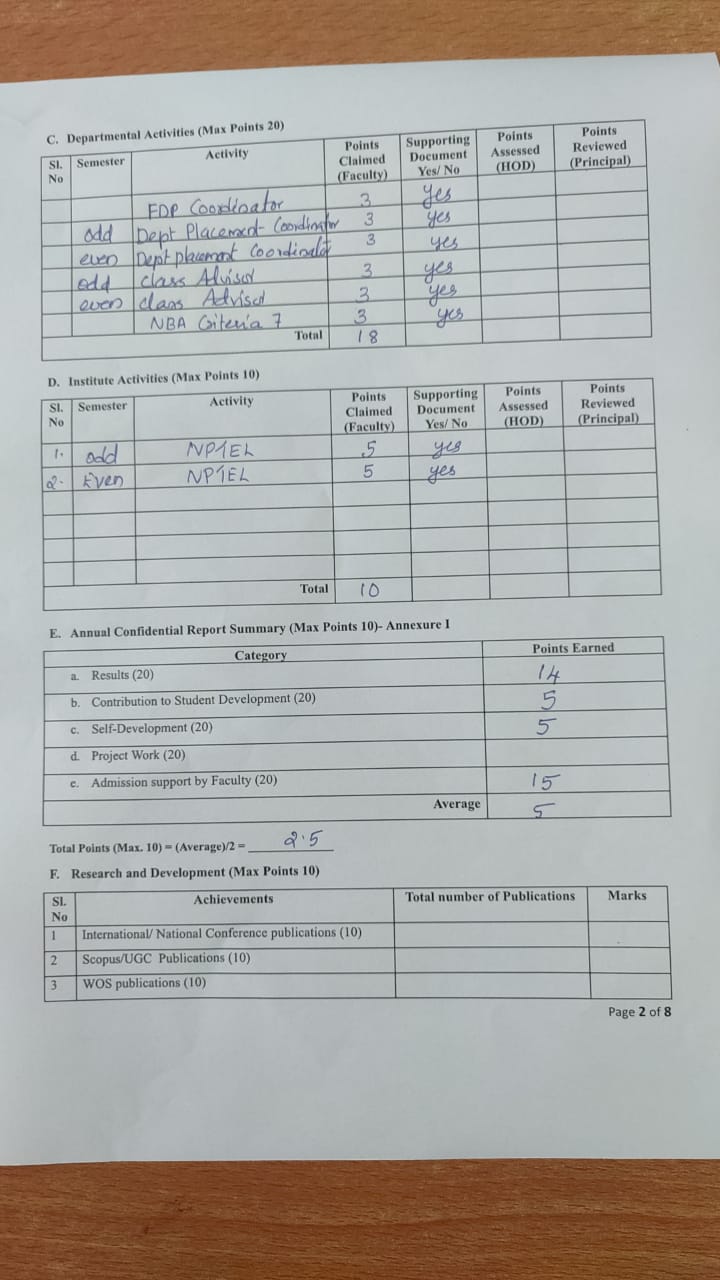 C. Departmental Activities (Max Points 20)
Sl. No Semester Activity Points Claimed (Faculty) Supporting Document Yes/ No Points Assessed (HOD) Points Reviewed (Principal)
FDP Coordinator 3 yes
odd Dept Placement Coordinator 3 yes
even Dept placement Coordinator 3 yes
odd class Advisor 3 yes
even class Advisor 3 yes
NBA Criteria 7 3 yes
Total 18
D. Institute Activities (Max Points 10)
Sl. No Semester Activity Points Claimed (Faculty) Supporting Document Yes/ No Points Assessed (HOD) Points Reviewed (Principal)
1. odd NPTEL 5 yes
2. Even NPTEL 5 yes
Total 10
E. Annual Confidential Report Summary (Max Points 10)- Annexure I
Category Points Earned
a. Results (20) 14
b. Contribution to Student Development (20) 5
c. Self-Development (20) 5
d. Project Work (20)
e. Admission support by Faculty (20) 15
Average 5
Total Points (Max. 10) = (Average)/2 = 2.5
F. Research and Development (Max Points 10)
Sl. No Achievements Total number of Publications Marks
1 International/ National Conference publications (10)
2 Scopus/UGC Publications (10)
3 WOS publications (10)
Page 2 of 8